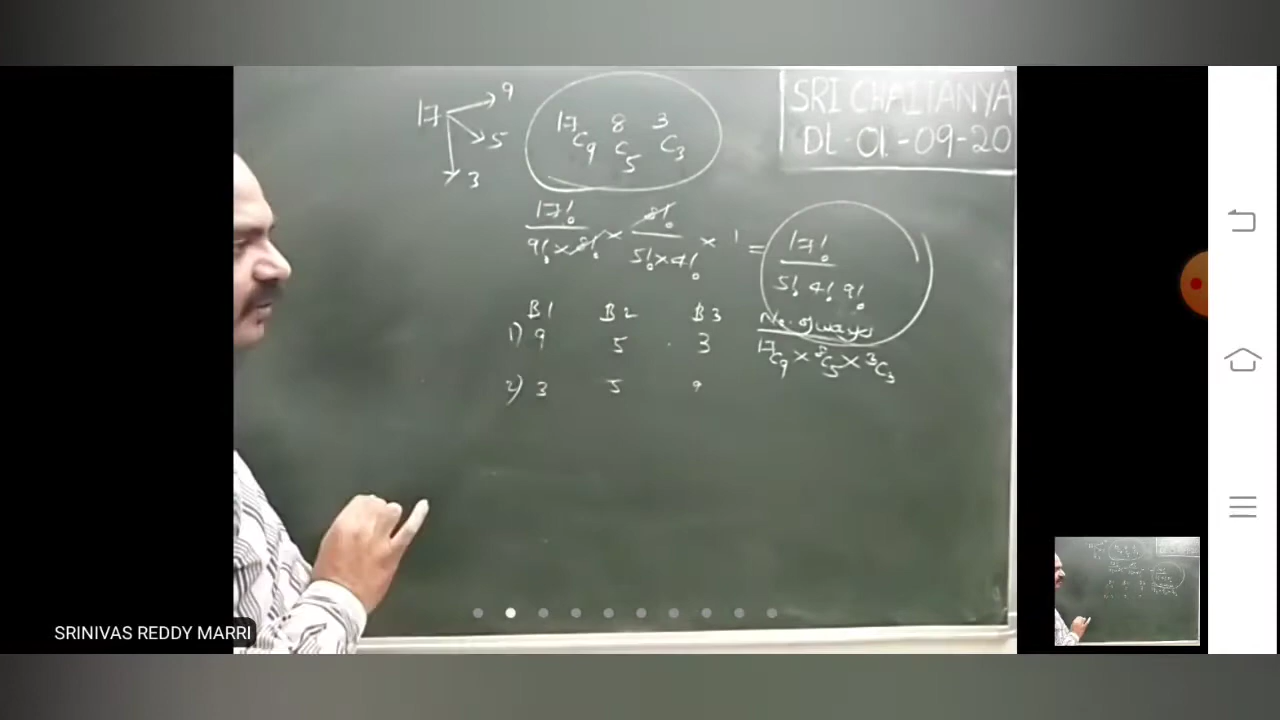 SRI CHAITANYA
DL-01-09-20
17 → 9
→ 5
→ 3
17C9 8C5 3C3
17!/(9!×8!) × 8!/(5!×4!) × 1 = 17!/(5! 4! 9!)
B1 B2 B3 No. of ways
1) 9 5 3 17C9 × 8C5 × 3C3
2) 3 5 9
SRINIVAS REDDY MARRI